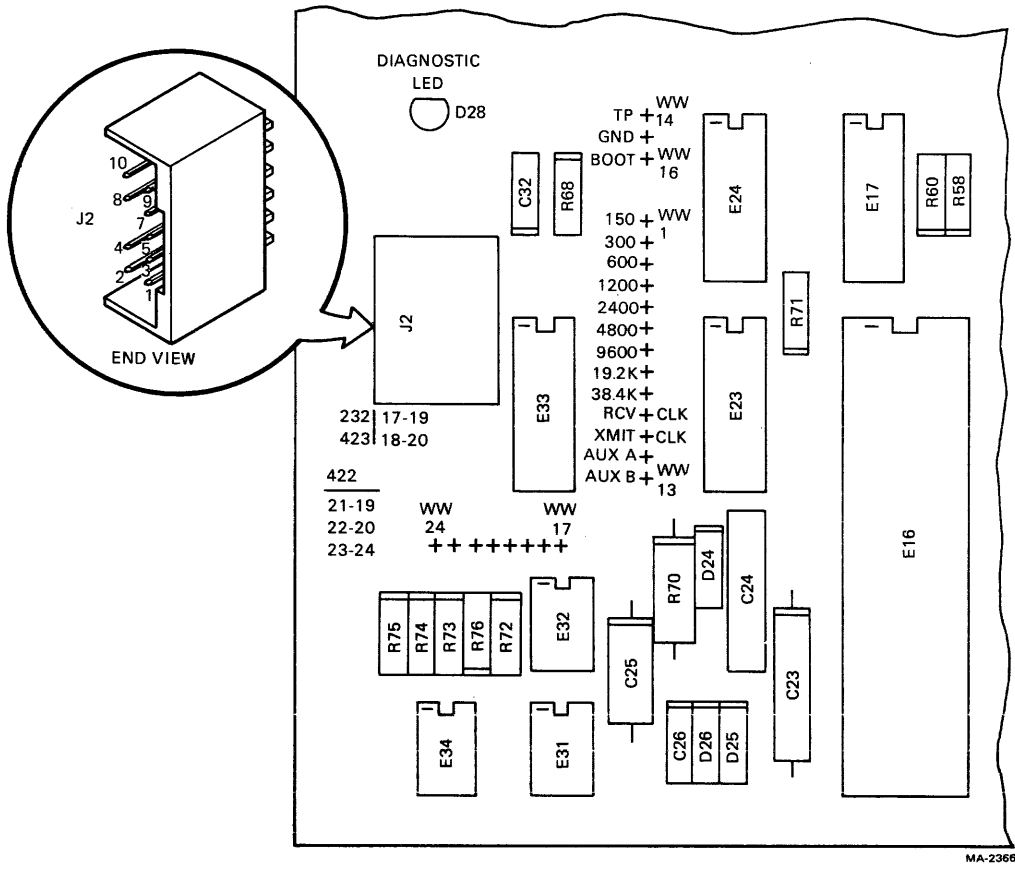 DIAGNOSTIC
LED
D28
10
8
9
J2
7
4
5
2
3
1
END VIEW
J2
TP + WW
14
GND +
BOOT + WW
16
150 + WW
1
300 +
600 +
1200 +
2400 +
4800 +
9600 +
19.2K +
38.4K +
RCV + CLK
XMIT + CLK
AUX A +
AUX B + WW
13
C32
R68
E24
E17
R60
R58
R71
E33
E23
E16
232 | 17-19
423 | 18-20
422
21-19
22-20
23-24
WW
24
WW
17
+ + + + + + + +
R75
R74
R73
R76
R72
E32
C25
R70
D24
C24
C23
E34
E31
C26
D26
D25
MA-2366